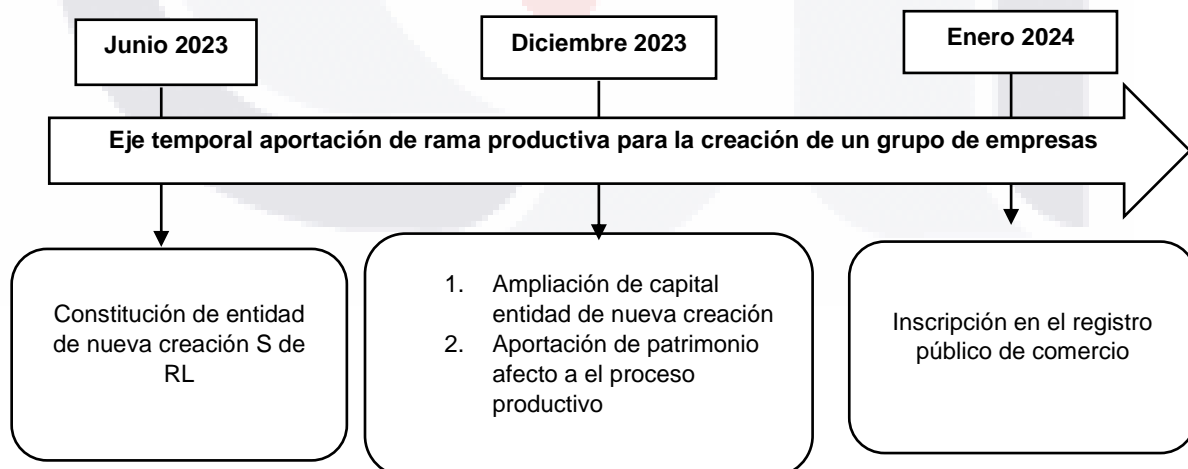 Junio 2023
Diciembre 2023
Enero 2024
Eje temporal aportación de rama productiva para la creación de un grupo de empresas
Constitución de entidad
de nueva creación S de
RL
1. Ampliación de capital
entidad de nueva creación
2. Aportación de patrimonio
afecto a el proceso
productivo
Inscripción en el registro
público de comercio